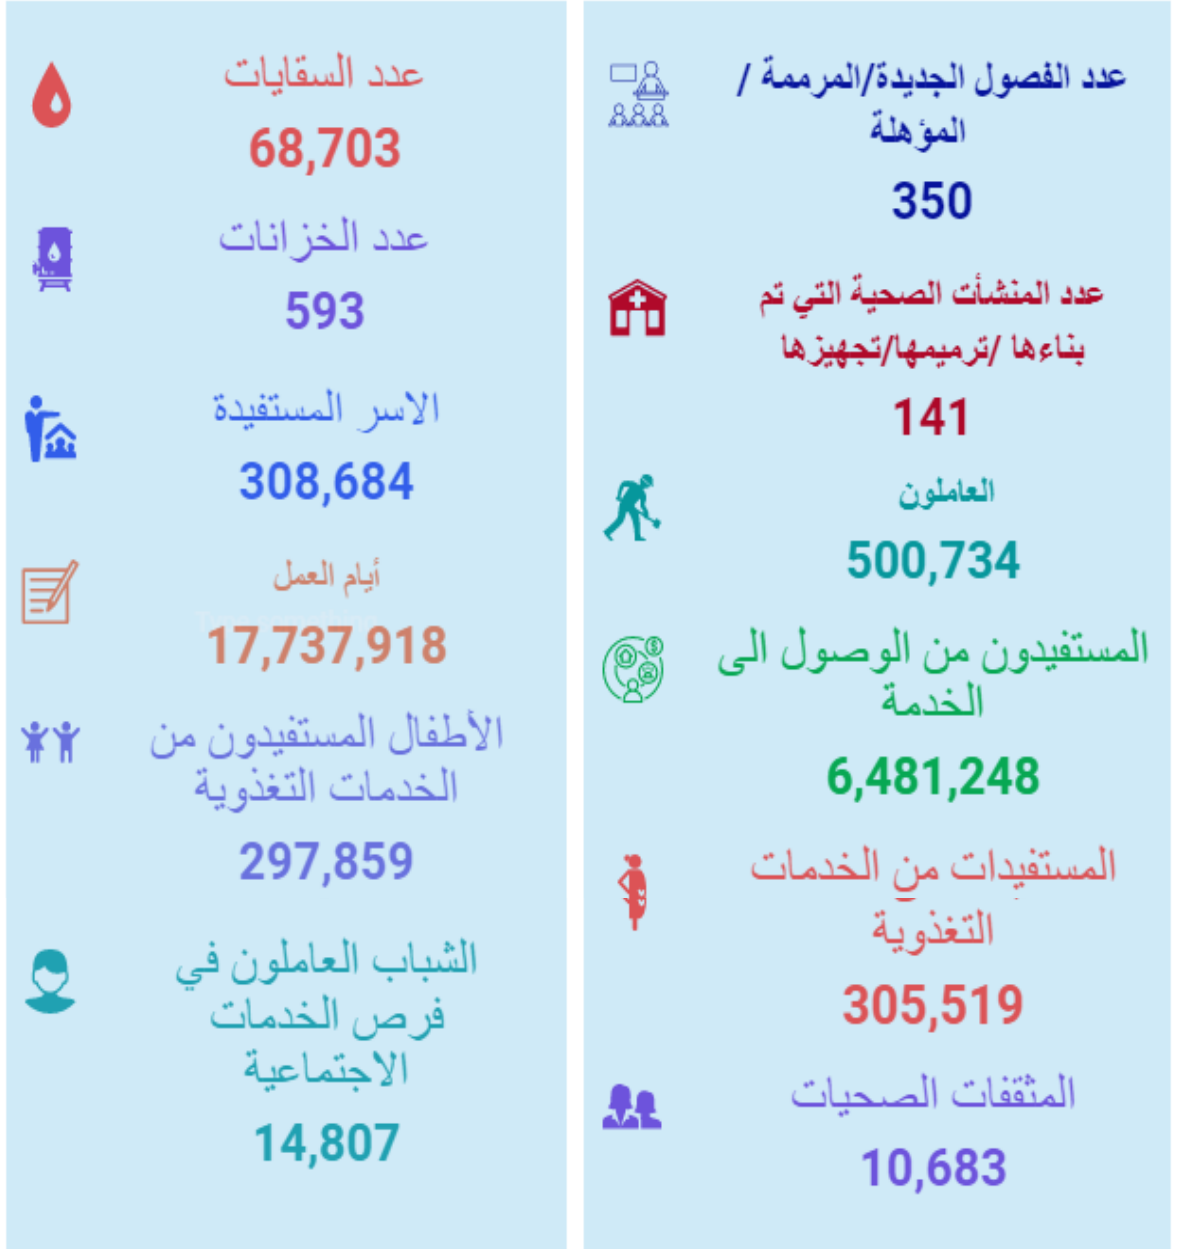 عدد الفصول الجديدة/المرممة /
المؤهلة
350
عدد المنشأت الصحية التي تم
بناءها /ترميمها/تجهيزها
141
العاملون
500,734
المستفيدون من الوصول الى
الخدمة
6,481,248
المستفيدات من الخدمات
التغذوية
305,519
المثقفات الصحيات
10,683
عدد السقايات
68,703
عدد الخزانات
593
الاسر المستفيدة
308,684
أيام العمل
17,737,918
الأطفال المستفيدون من
الخدمات التغذوية
297,859
الشباب العاملون في
فرص الخدمات
الاجتماعية
14,807